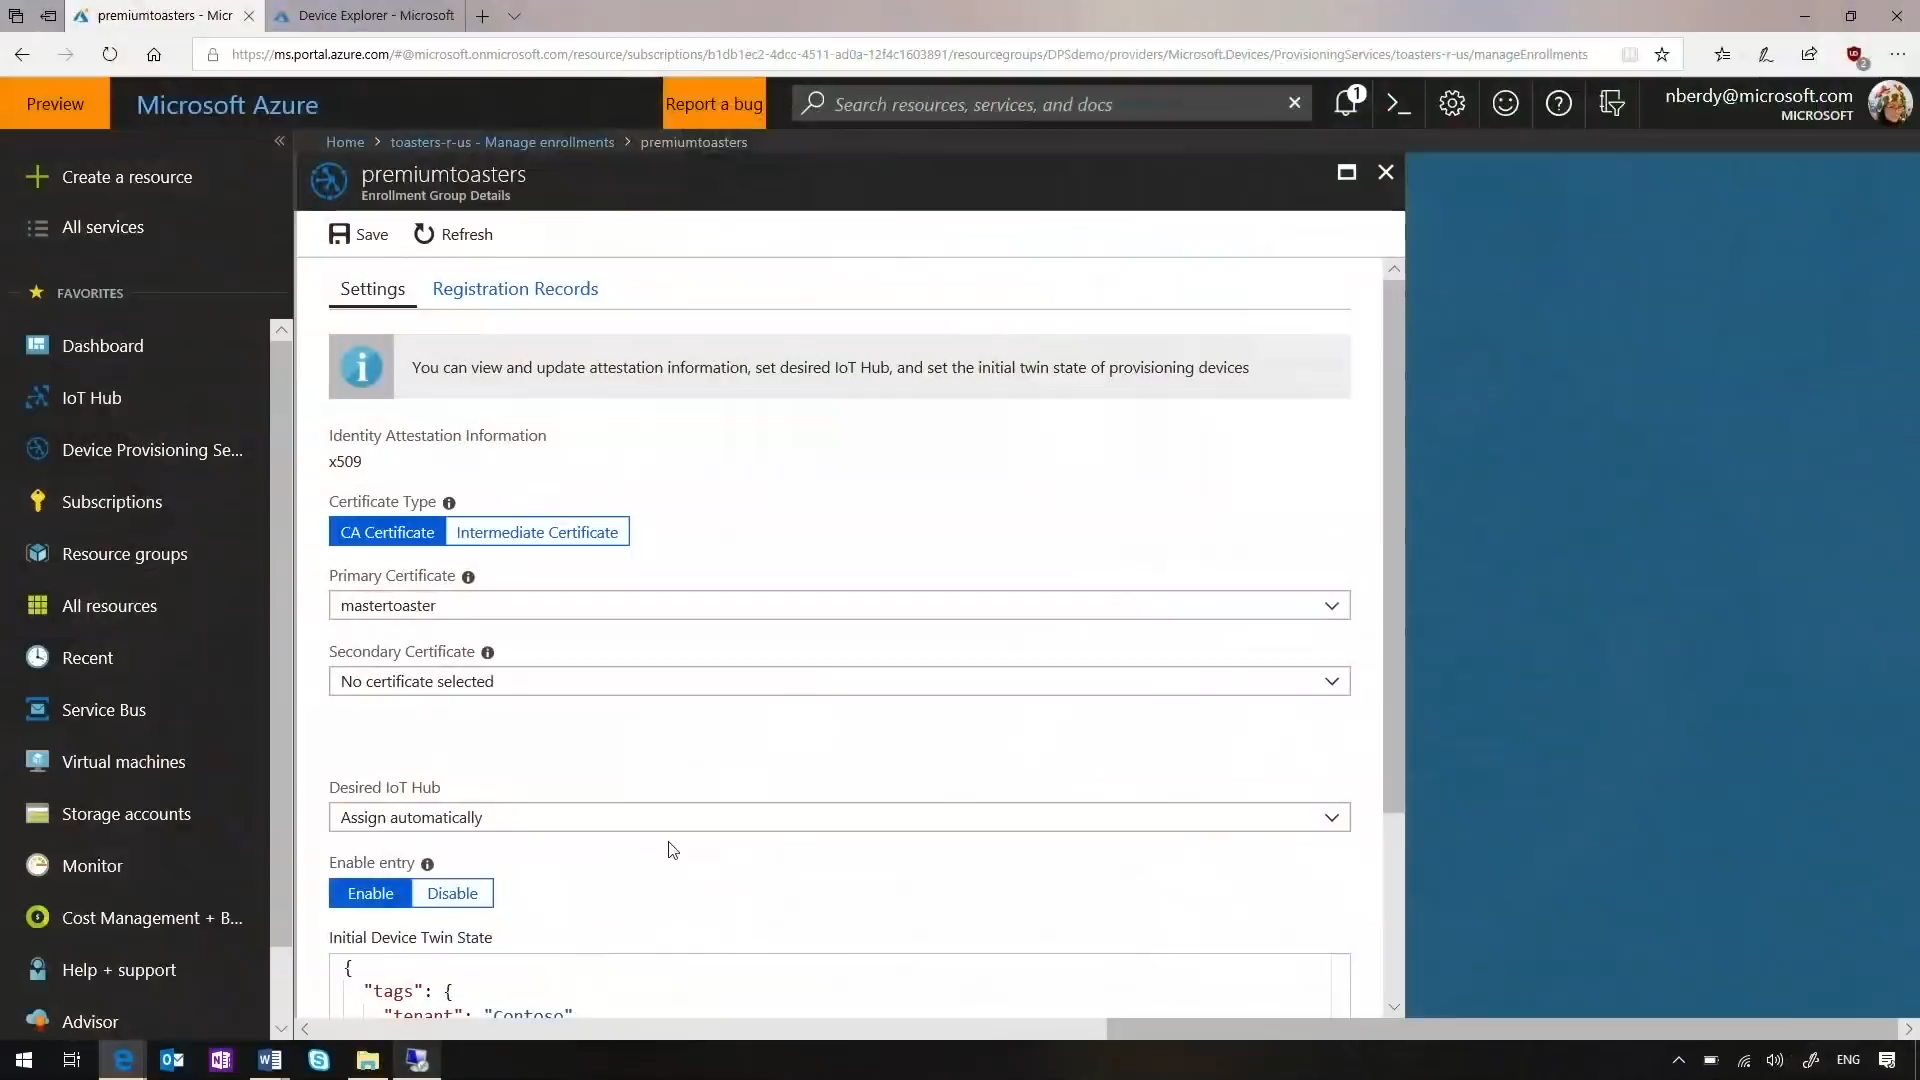 premiumtoasters - Micr
Device Explorer - Microsoft
https://ms.portal.azure.com/#@microsoft.onmicrosoft.com/resource/subscriptions/b1db1ec2-4dcc-4511-ad0a-12f4c1603891/resourcegroups/DPSdemo/providers/Microsoft.Devices/ProvisioningServices/toasters-r-us/manageEnrollments
2
Preview
Microsoft Azure
Report a bug
Search resources, services, and docs
1
nberdy@microsoft.com
MICROSOFT
Home > toasters-r-us - Manage enrollments > premiumtoasters
Create a resource
All services
FAVORITES
Dashboard
IoT Hub
Device Provisioning Se...
Subscriptions
Resource groups
All resources
Recent
Service Bus
Virtual machines
Storage accounts
Monitor
Cost Management + B...
Help + support
Advisor
premiumtoasters
Enrollment Group Details
Save
Refresh
Settings
Registration Records
You can view and update attestation information, set desired IoT Hub, and set the initial twin state of provisioning devices
Identity Attestation Information
x509
Certificate Type
CA Certificate
Intermediate Certificate
Primary Certificate
mastertoaster
Secondary Certificate
No certificate selected
Desired IoT Hub
Assign automatically
Enable entry
Enable
Disable
Initial Device Twin State
{
"tags": {
"tenant": "Contoso"
ENG